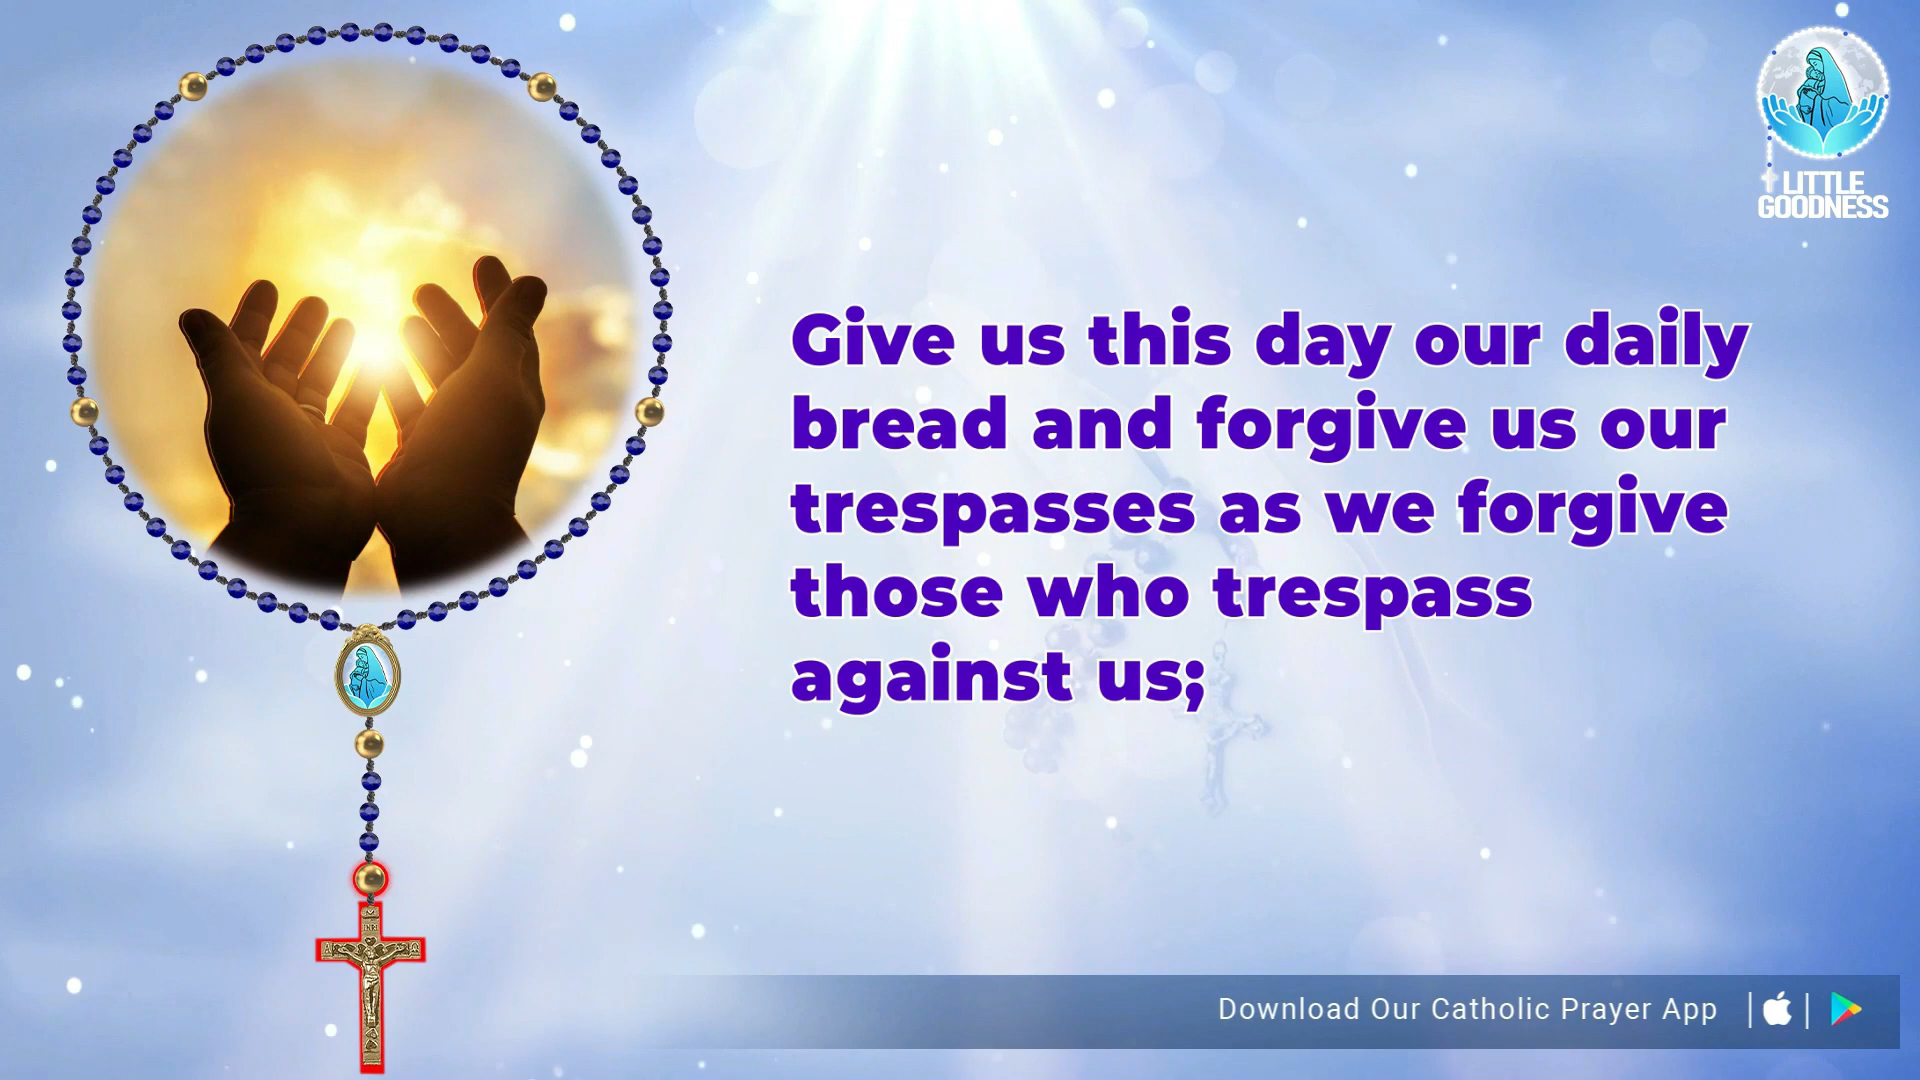 LITTLE
GOODNESS
Give us this day our daily
bread and forgive us our
trespasses as we forgive
those who trespass
against us;
INRI
Download Our Catholic Prayer App